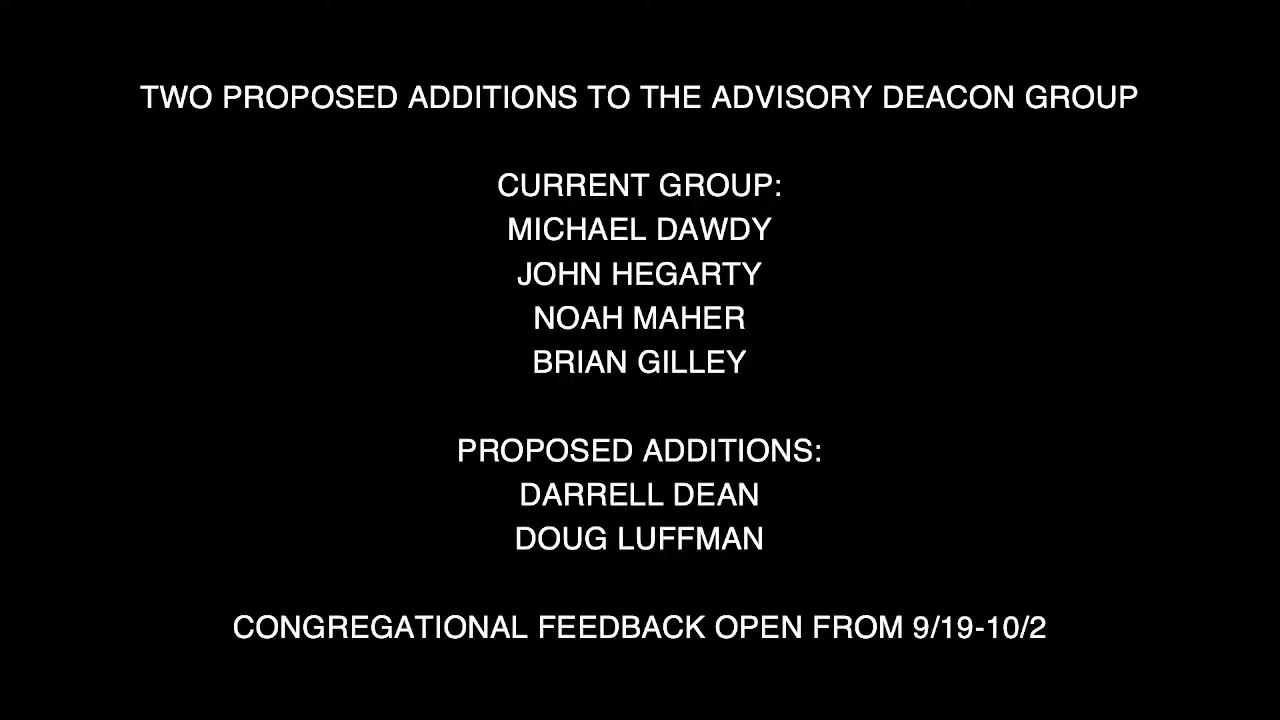 TWO PROPOSED ADDITIONS TO THE ADVISORY DEACON GROUP
CURRENT GROUP:
MICHAEL DAWDY
JOHN HEGARTY
NOAH MAHER
BRIAN GILLEY
PROPOSED ADDITIONS:
DARRELL DEAN
DOUG LUFFMAN
CONGREGATIONAL FEEDBACK OPEN FROM 9/19-10/2